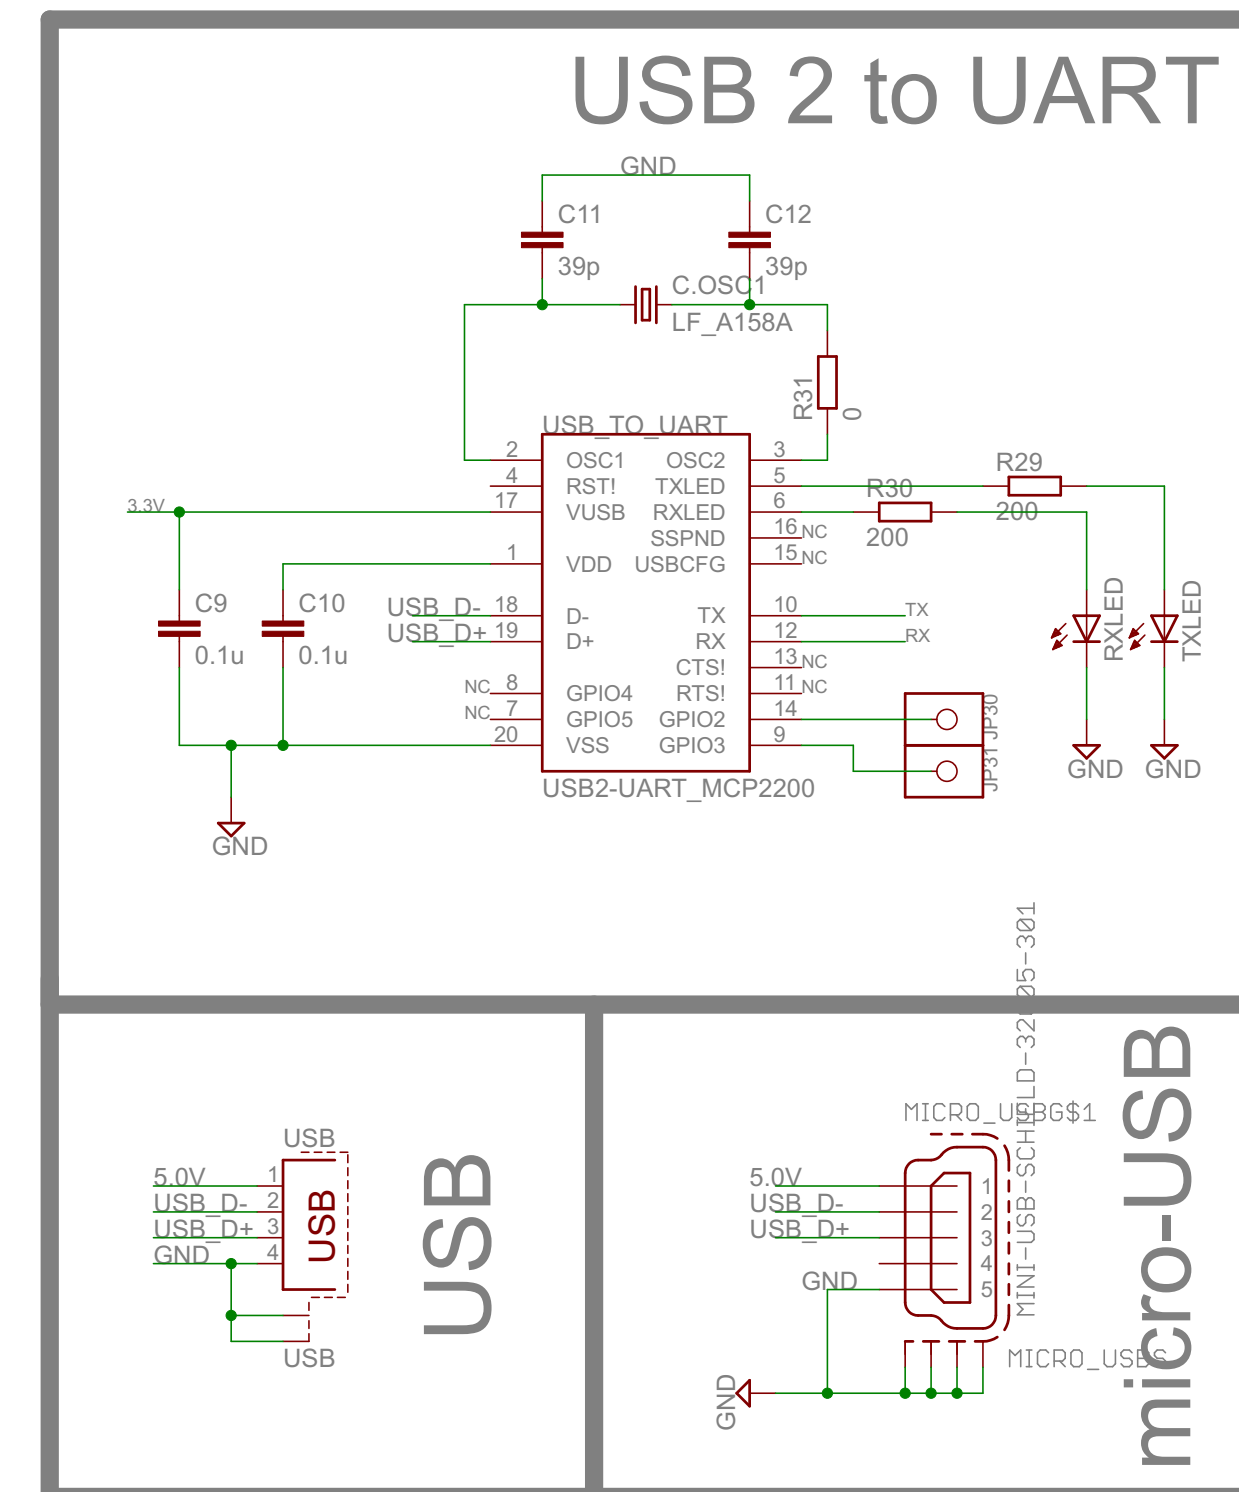 USB 2 to UART
GND
C11
39p
C12
39p
C.OSC1
LF_A158A
R31
0
USB_TO_UART
2
OSC1
OSC2
3
4
RST!
TXLED
5
17
VUSB
RXLED
6
SSPND
16
NC
1
VDD
USBCFG
15
NC
USB_D-
18
D-
TX
10
TX
USB_D+
19
D+
RX
12
RX
CTS!
13
NC
NC
8
GPIO4
RTS!
11
NC
NC
7
GPIO5
GPIO2
14
20
VSS
GPIO3
9
USB2-UART_MCP2200
3.3V
C9
0.1u
C10
0.1u
GND
R30
200
R29
200
RXLED
TXLED
GND
GND
JP30
JP31
USB
5.0V
1
USB_D-
2
USB_D+
3
GND
4
USB
USB
USB
MICRO_USBG$1
5.0V
1
USB_D-
2
USB_D+
3
4
GND
5
MICRO_USBS
GND
micro-USB